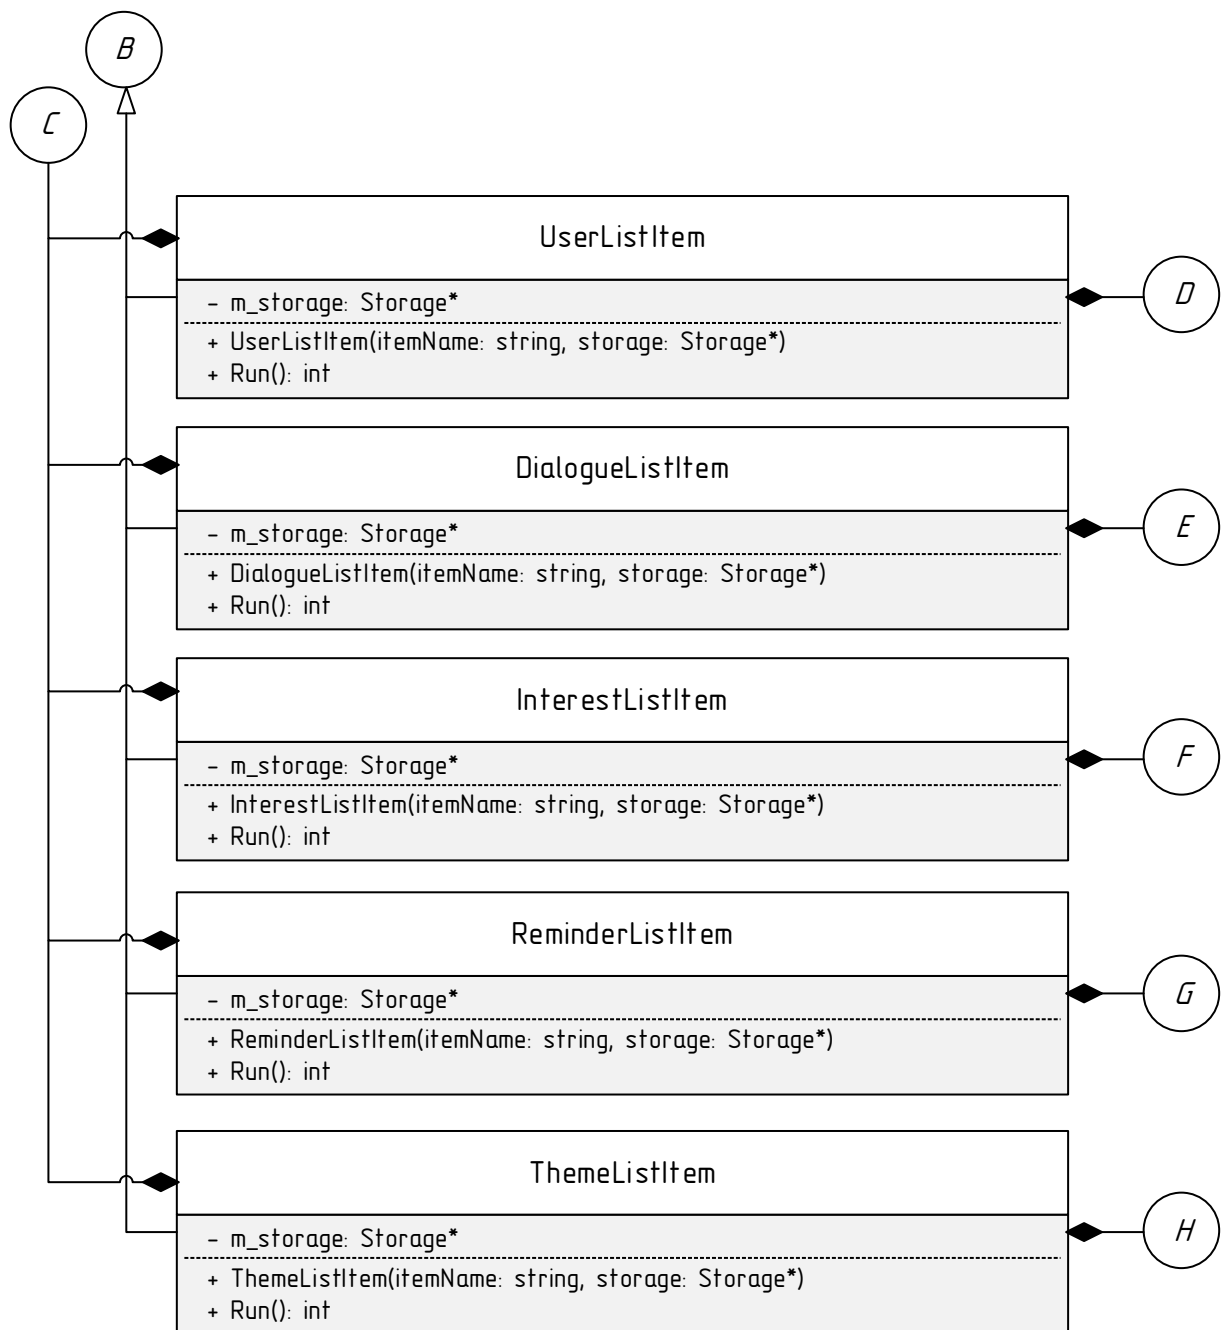 B
C
UserListItem
- m_storage: Storage*
+ UserListItem(itemName: string, storage: Storage*)
+ Run(): int
D
DialogueListItem
- m_storage: Storage*
+ DialogueListItem(itemName: string, storage: Storage*)
+ Run(): int
E
InterestListItem
- m_storage: Storage*
+ InterestListItem(itemName: string, storage: Storage*)
+ Run(): int
F
ReminderListItem
- m_storage: Storage*
+ ReminderListItem(itemName: string, storage: Storage*)
+ Run(): int
G
ThemeListItem
- m_storage: Storage*
+ ThemeListItem(itemName: string, storage: Storage*)
+ Run(): int
H